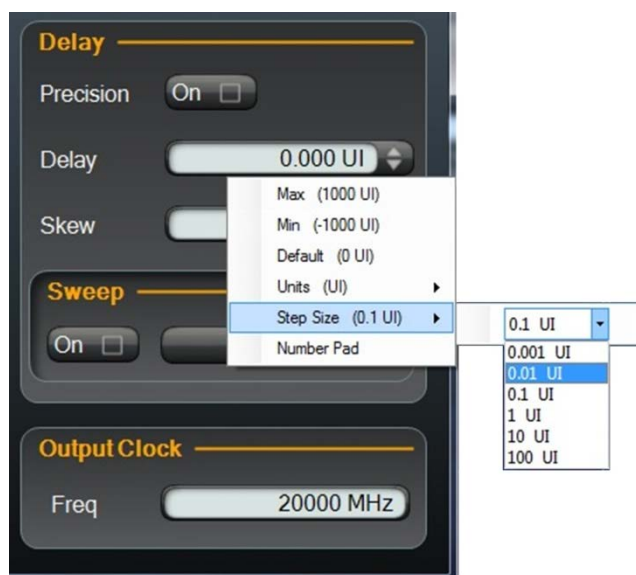 Delay
Precision On
Delay 0.000 UI
Max (1000 UI)
Skew
Min (-1000 UI)
Default (0 UI)
Sweep
Units (UI)
Step Size (0.1 UI)
0.1 UI
On
Number Pad
0.001 UI
0.01 UI
0.1 UI
1 UI
10 UI
100 UI
Output Clock
Freq 20000 MHz